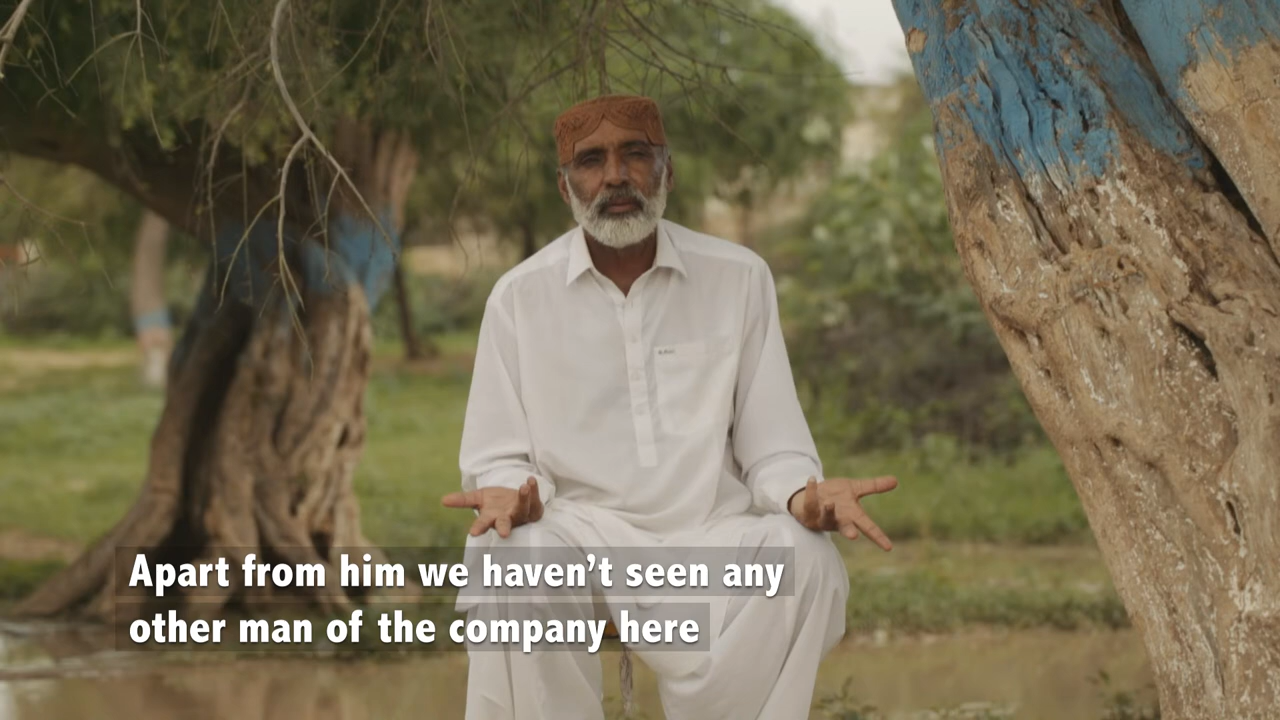 Apart from him we haven't seen any
other man of the company here